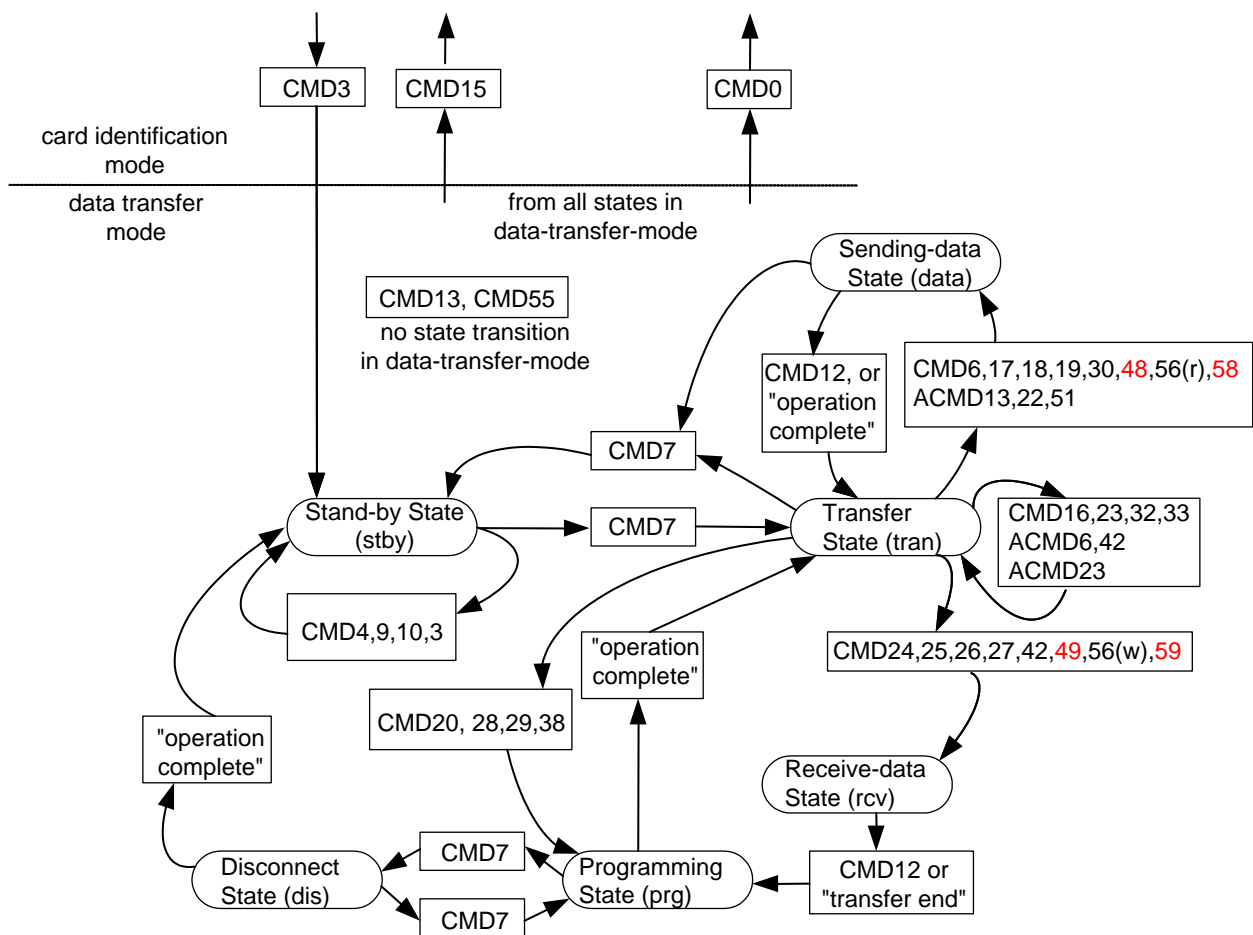 CMD3
CMD15
CMD0
card identification
mode
data transfer
mode
from all states in
data-transfer-mode
Sending-data
State (data)
CMD13, CMD55
no state transition
in data-transfer-mode
CMD12, or
"operation
complete"
CMD6,17,18,19,30,48,56(r),58
ACMD13,22,51
CMD7
Stand-by State
(stby)
CMD7
Transfer
State (tran)
CMD16,23,32,33
ACMD6,42
ACMD23
CMD4,9,10,3
"operation
complete"
CMD24,25,26,27,42,49,56(w),59
CMD20, 28,29,38
"operation
complete"
Receive-data
State (rcv)
CMD7
Disconnect
State (dis)
Programming
State (prg)
CMD12 or
"transfer end"
CMD7